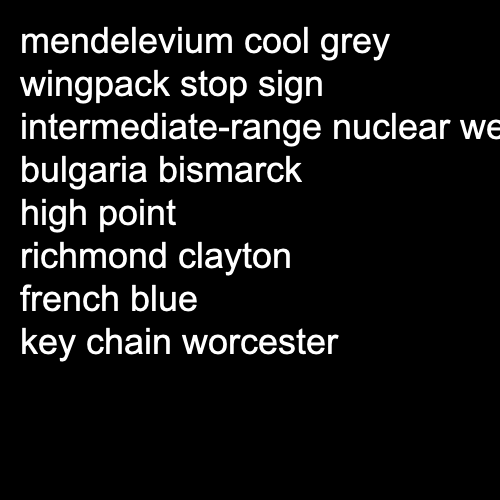 mendelevium cool grey
wingpack stop sign
intermediate-range nuclear
bulgaria bismarck
high point
richmond clayton
french blue
key chain worcester